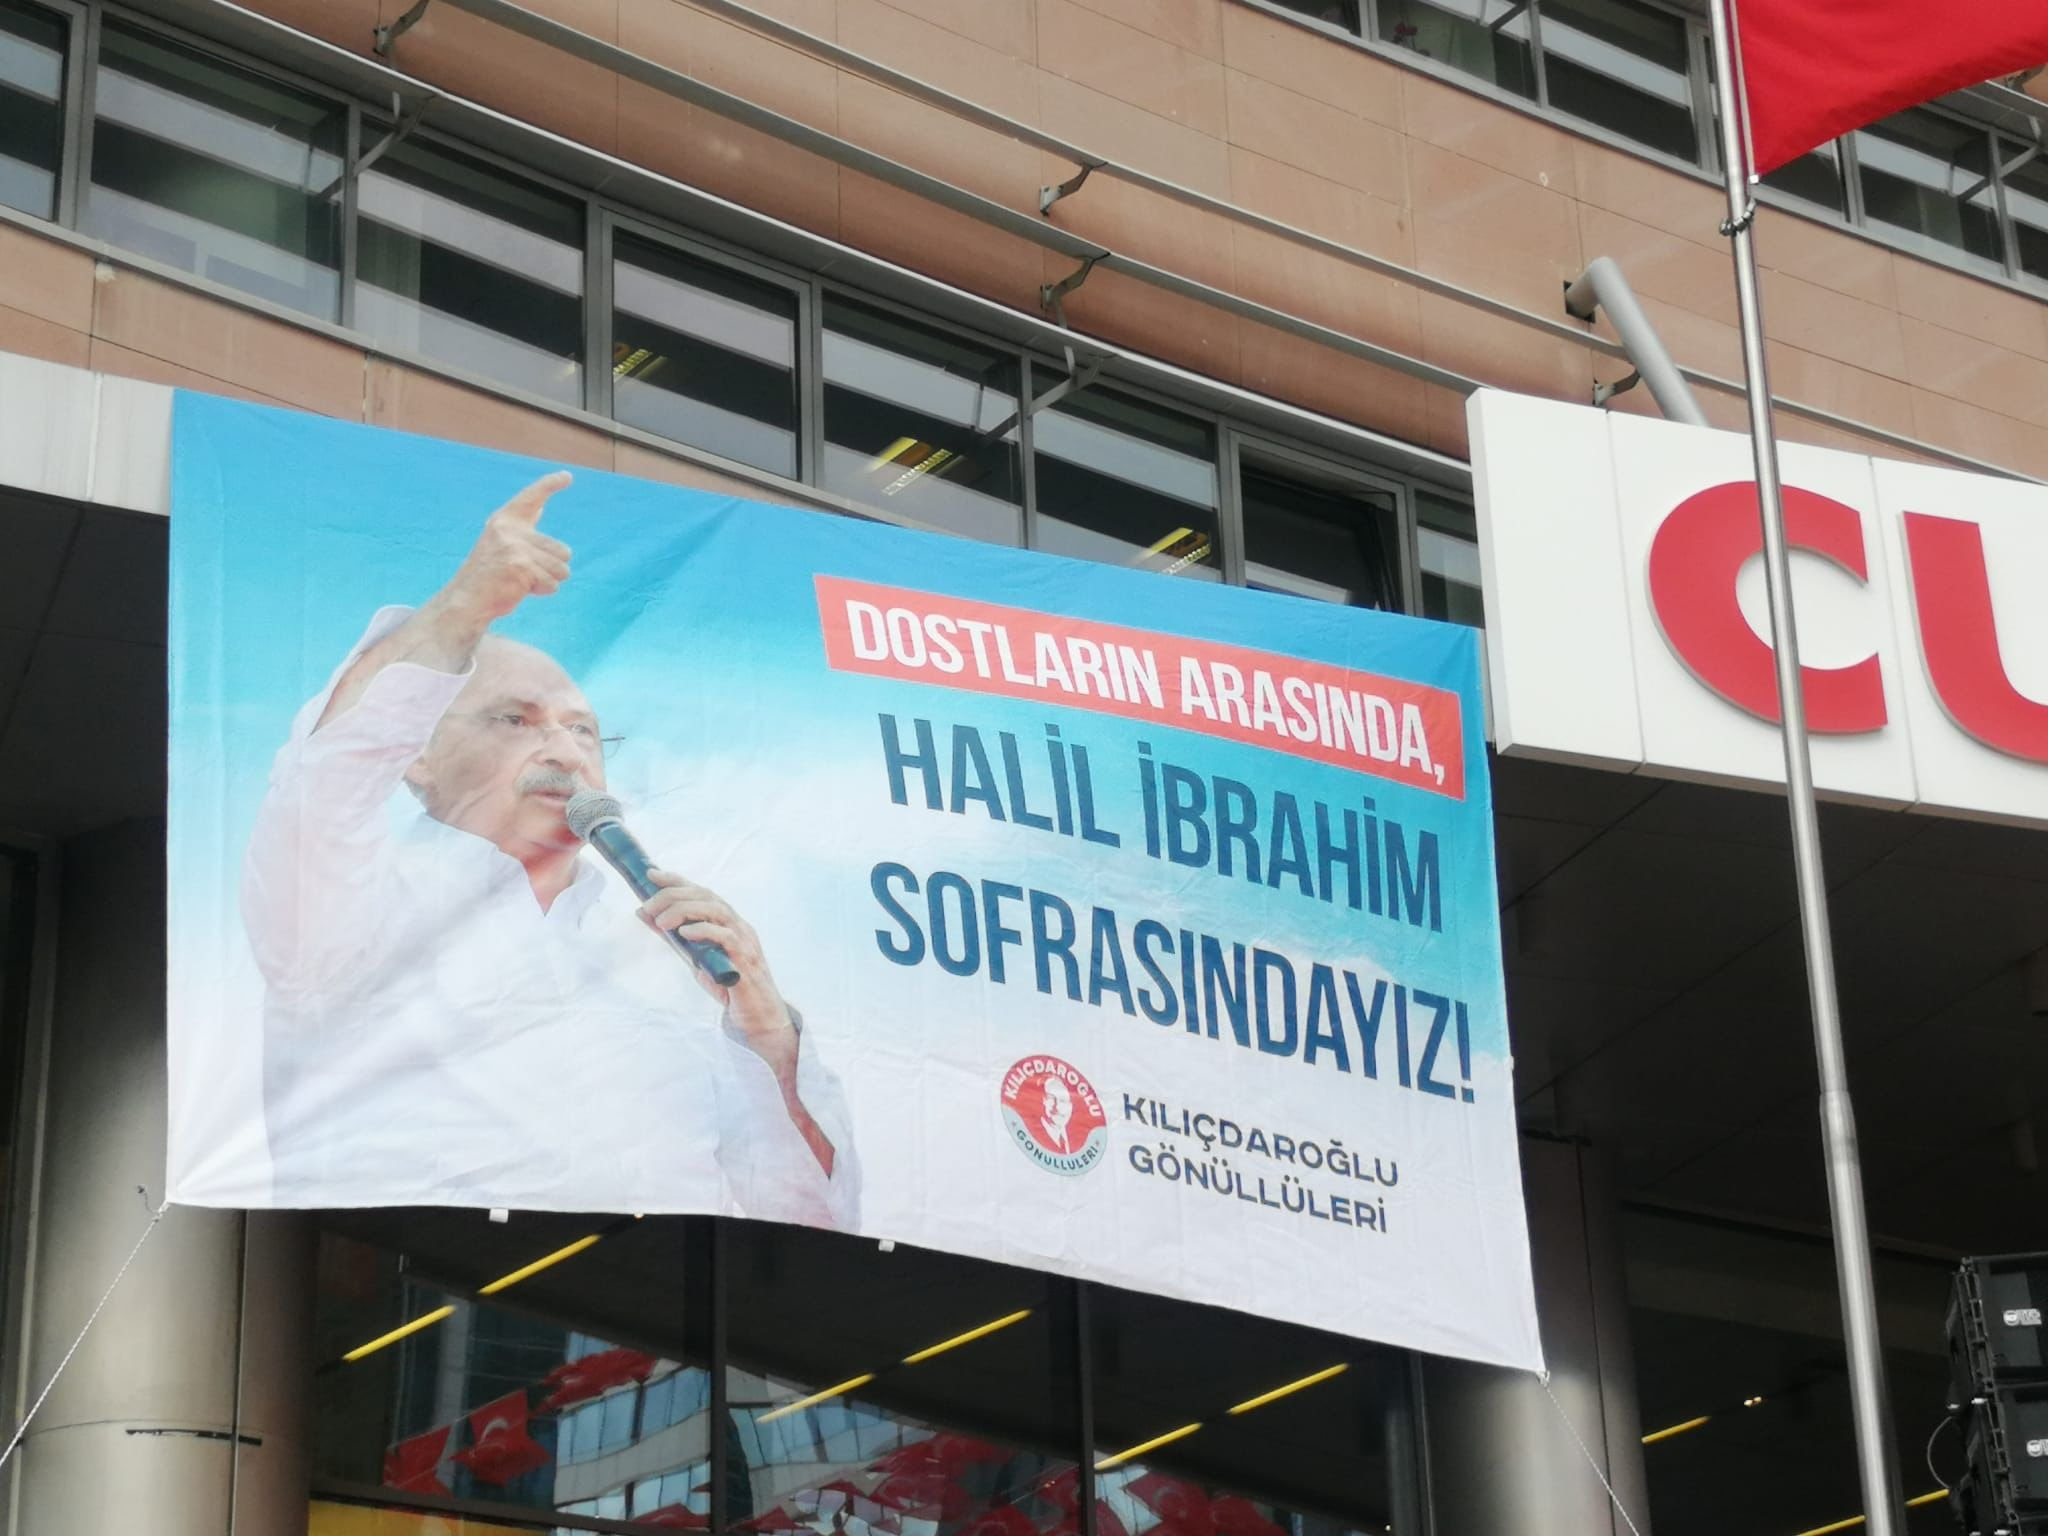 DOSTLARIN ARASINDA,
HALİL İBRAHİM
SOFRASINDAYIZ!
KILIÇDAROĞLU
GÖNÜLLÜLERİ
KILIÇDAROĞLU
GÖNÜLLÜLERİ
CU